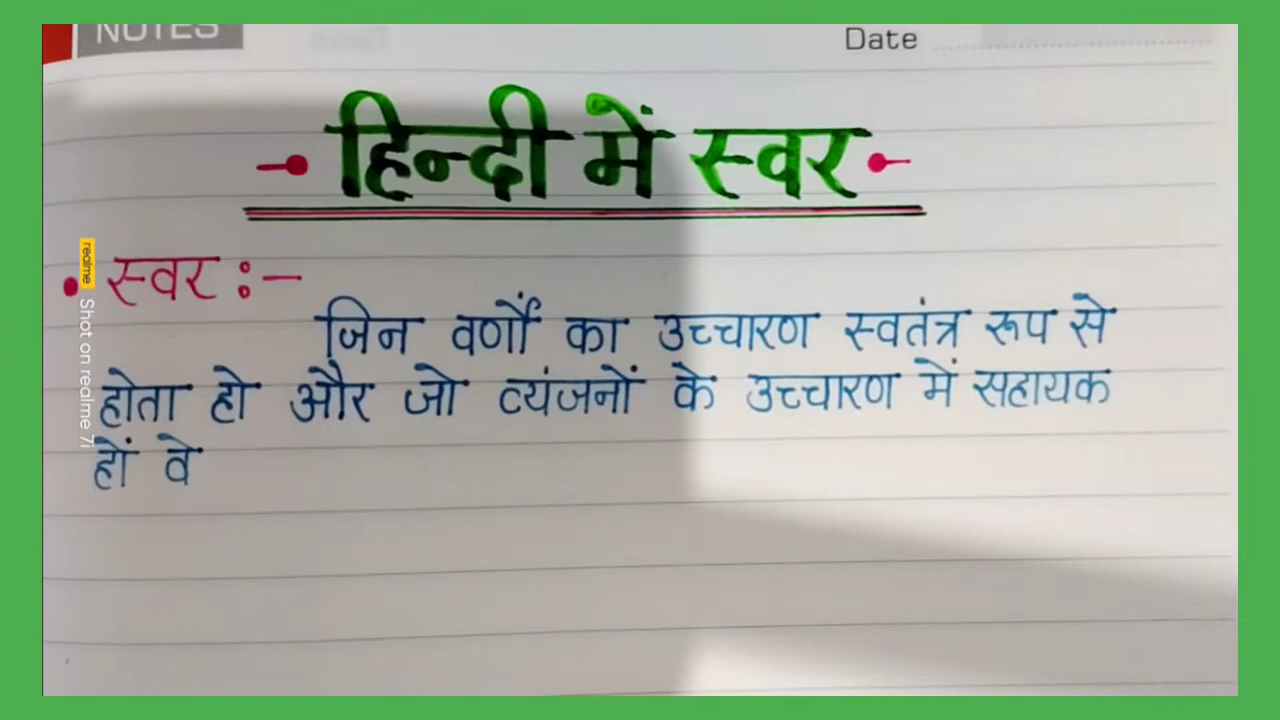 NOTES
Date
हिन्दी में स्वर
स्वर :-
जिन वर्णों का उच्चारण स्वतंत्र रूप से
होता हो और जो व्यंजनों के उच्चारण में सहायक
हों वे
realme Shot on realme 7i